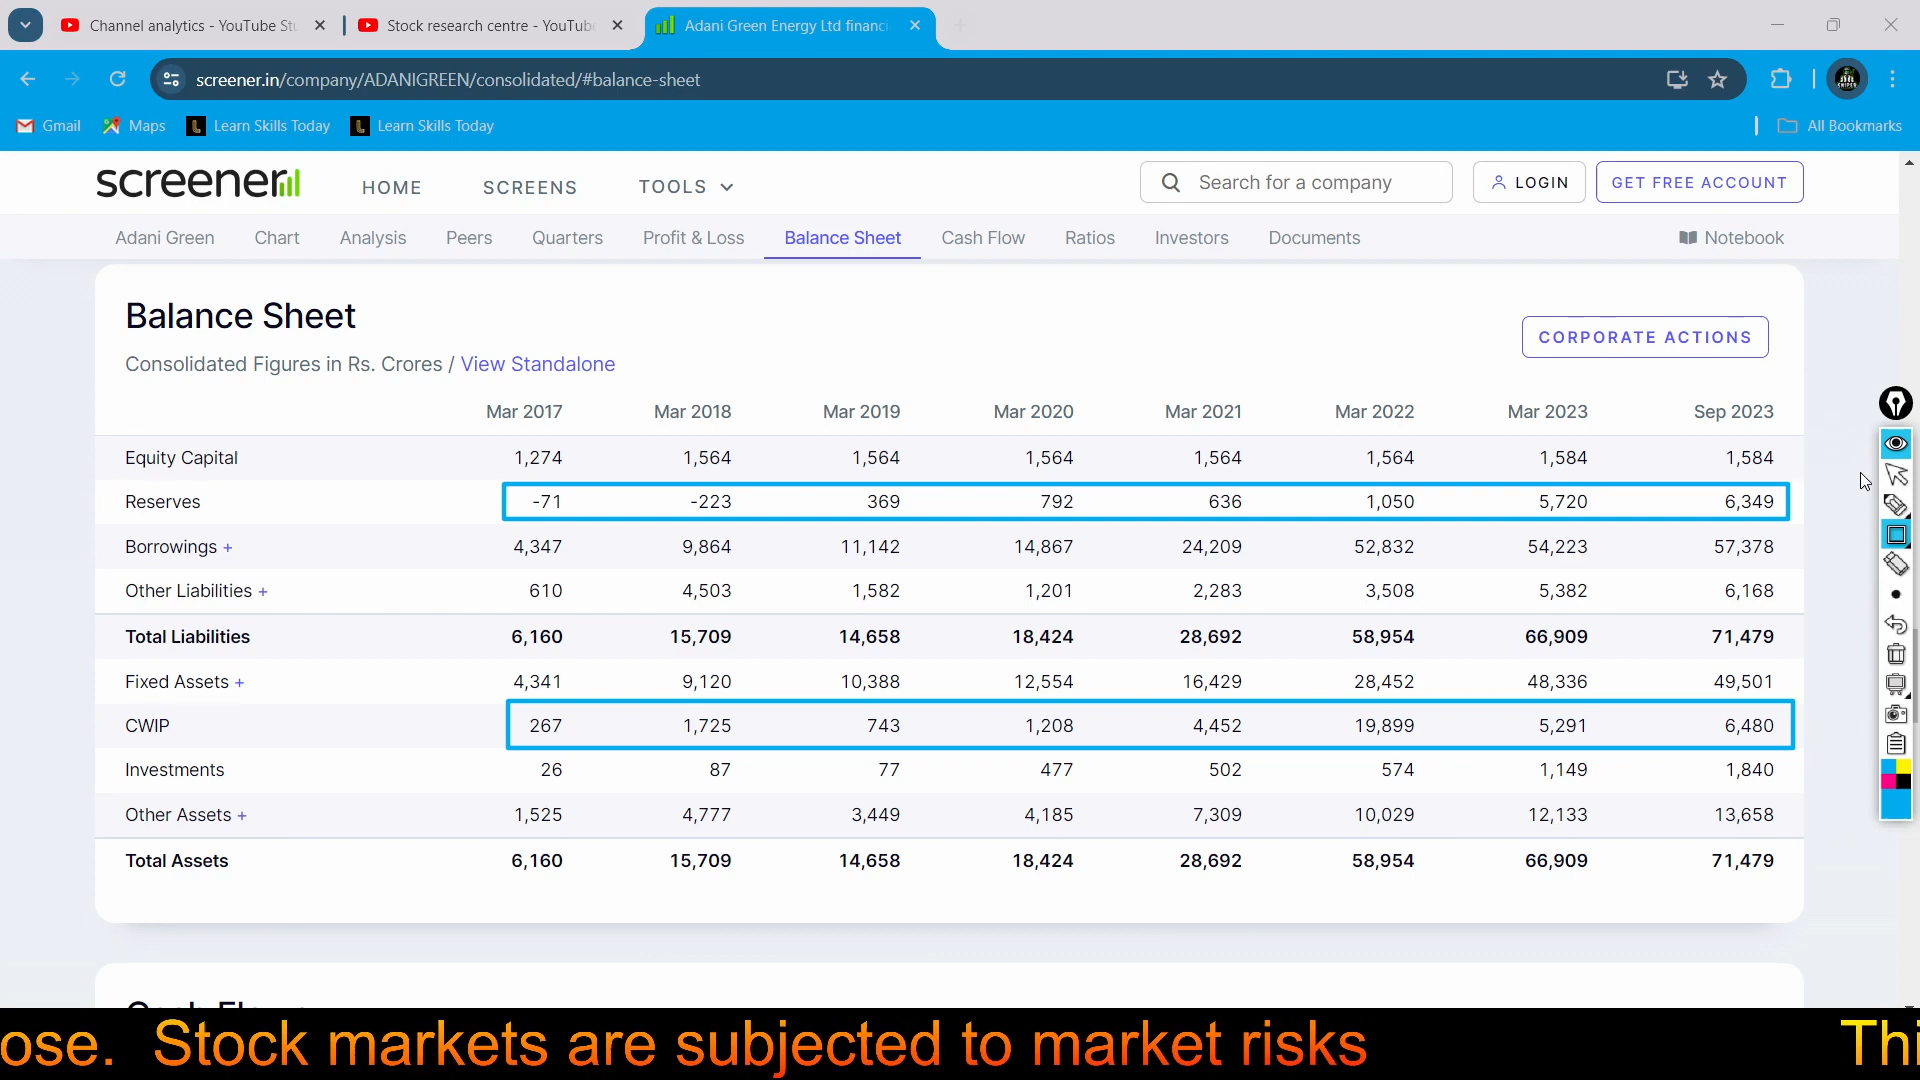 Channel analytics - YouTube Stu
Stock research centre - YouTube
Adani Green Energy Ltd financi
screener.in/company/ADANIGREEN/consolidated/#balance-sheet
Gmail Maps Learn Skills Today Learn Skills Today All Bookmarks
screener HOME SCREENS TOOLS Search for a company LOGIN GET FREE ACCOUNT
Adani Green Chart Analysis Peers Quarters Profit & Loss Balance Sheet Cash Flow Ratios Investors Documents Notebook
Balance Sheet
CORPORATE ACTIONS
Consolidated Figures in Rs. Crores / View Standalone
Mar 2017 Mar 2018 Mar 2019 Mar 2020 Mar 2021 Mar 2022 Mar 2023 Sep 2023
Equity Capital 1,274 1,564 1,564 1,564 1,564 1,564 1,584 1,584
Reserves -71 -223 369 792 636 1,050 5,720 6,349
Borrowings + 4,347 9,864 11,142 14,867 24,209 52,832 54,223 57,378
Other Liabilities + 610 4,503 1,582 1,201 2,283 3,508 5,382 6,168
Total Liabilities 6,160 15,709 14,658 18,424 28,692 58,954 66,909 71,479
Fixed Assets + 4,341 9,120 10,388 12,554 16,429 28,452 48,336 49,501
CWIP 267 1,725 743 1,208 4,452 19,899 5,291 6,480
Investments 26 87 77 477 502 574 1,149 1,840
Other Assets + 1,525 4,777 3,449 4,185 7,309 10,029 12,133 13,658
Total Assets 6,160 15,709 14,658 18,424 28,692 58,954 66,909 71,479
ose. Stock markets are subjected to market risks Thi